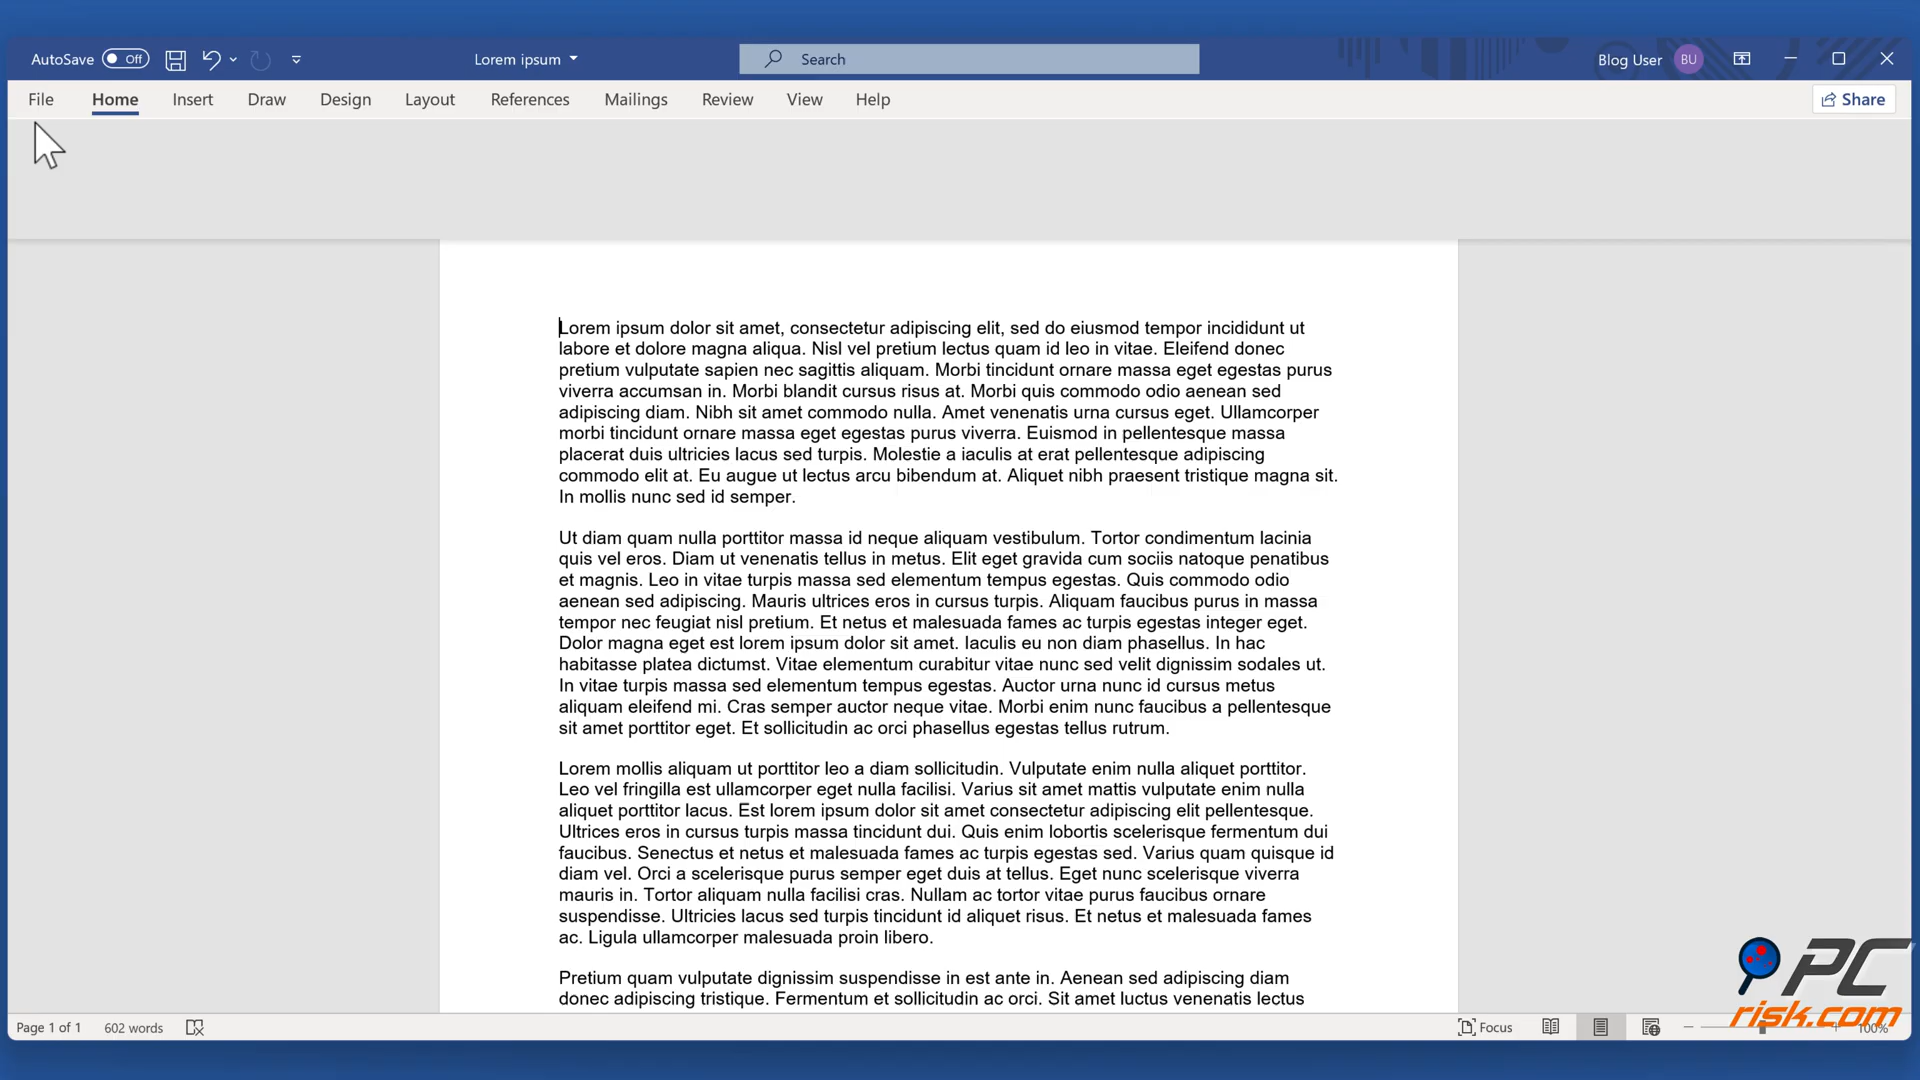 AutoSave Off Lorem ipsum Search Blog User BU
File Home Insert Draw Design Layout References Mailings Review View Help Share
Lorem ipsum dolor sit amet, consectetur adipiscing elit, sed do eiusmod tempor incididunt ut
labore et dolore magna aliqua. Nisl vel pretium lectus quam id leo in vitae. Eleifend donec
pretium vulputate sapien nec sagittis aliquam. Morbi tincidunt ornare massa eget egestas purus
viverra accumsan in. Morbi blandit cursus risus at. Morbi quis commodo odio aenean sed
adipiscing diam. Nibh sit amet commodo nulla. Amet venenatis urna cursus eget. Ullamcorper
morbi tincidunt ornare massa eget egestas purus viverra. Euismod in pellentesque massa
placerat duis ultricies lacus sed turpis. Molestie a iaculis at erat pellentesque adipiscing
commodo elit at. Eu augue ut lectus arcu bibendum at. Aliquet nibh praesent tristique magna sit.
In mollis nunc sed id semper.
Ut diam quam nulla porttitor massa id neque aliquam vestibulum. Tortor condimentum lacinia
quis vel eros. Diam ut venenatis tellus in metus. Elit eget gravida cum sociis natoque penatibus
et magnis. Leo in vitae turpis massa sed elementum tempus egestas. Quis commodo odio
aenean sed adipiscing. Mauris ultrices eros in cursus turpis. Aliquam faucibus purus in massa
tempor nec feugiat nisl pretium. Et netus et malesuada fames ac turpis egestas integer eget.
Dolor magna eget est lorem ipsum dolor sit amet. Iaculis eu non diam phasellus. In hac
habitasse platea dictumst. Vitae elementum curabitur vitae nunc sed velit dignissim sodales ut.
In vitae turpis massa sed elementum tempus egestas. Auctor urna nunc id cursus metus
aliquam eleifend mi. Cras semper auctor neque vitae. Morbi enim nunc faucibus a pellentesque
sit amet porttitor eget. Et sollicitudin ac orci phasellus egestas tellus rutrum.
Lorem mollis aliquam ut porttitor leo a diam sollicitudin. Vulputate enim nulla aliquet porttitor.
Leo vel fringilla est ullamcorper eget nulla facilisi. Varius sit amet mattis vulputate enim nulla
aliquet porttitor lacus. Est lorem ipsum dolor sit amet consectetur adipiscing elit pellentesque.
Ultrices eros in cursus turpis massa tincidunt dui. Quis enim lobortis scelerisque fermentum dui
faucibus. Senectus et netus et malesuada fames ac turpis egestas sed. Varius quam quisque id
diam vel. Orci a scelerisque purus semper eget duis at tellus. Eget nunc scelerisque viverra
mauris in. Tortor aliquam nulla facilisi cras. Nullam ac tortor vitae purus faucibus ornare
suspendisse. Ultricies lacus sed turpis tincidunt id aliquet risus. Et netus et malesuada fames
ac. Ligula ullamcorper malesuada proin libero.
Pretium quam vulputate dignissim suspendisse in est ante in. Aenean sed adipiscing diam
donec adipiscing tristique. Fermentum et sollicitudin ac orci. Sit amet luctus venenatis lectus
PC
risk.com
Page 1 of 1 602 words Focus 100%